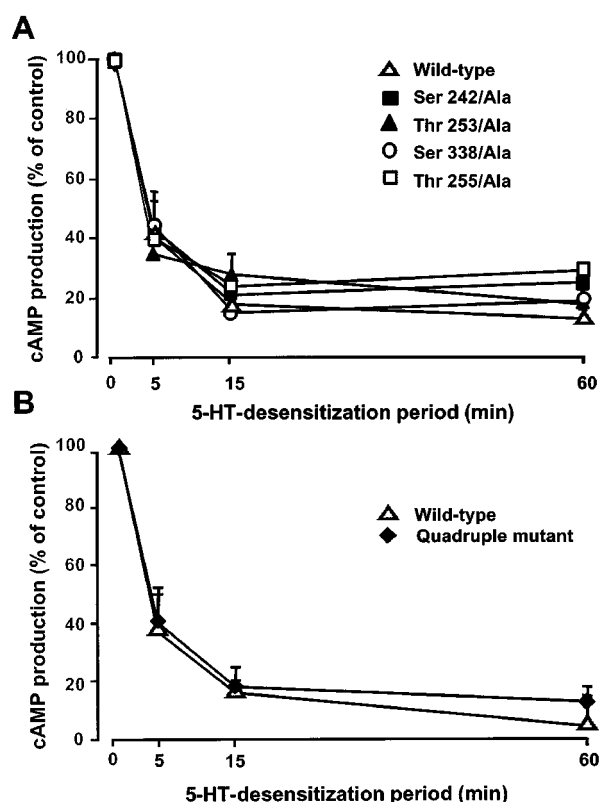 A
cAMP production (% of control)
100
80
60
40
20
0
0 5 15 60
5-HT-desensitization period (min)
Wild-type
Ser 242/Ala
Thr 253/Ala
Ser 338/Ala
Thr 255/Ala
B
cAMP production (% of control)
100
80
60
40
20
0
0 5 15 60
5-HT-desensitization period (min)
Wild-type
Quadruple mutant